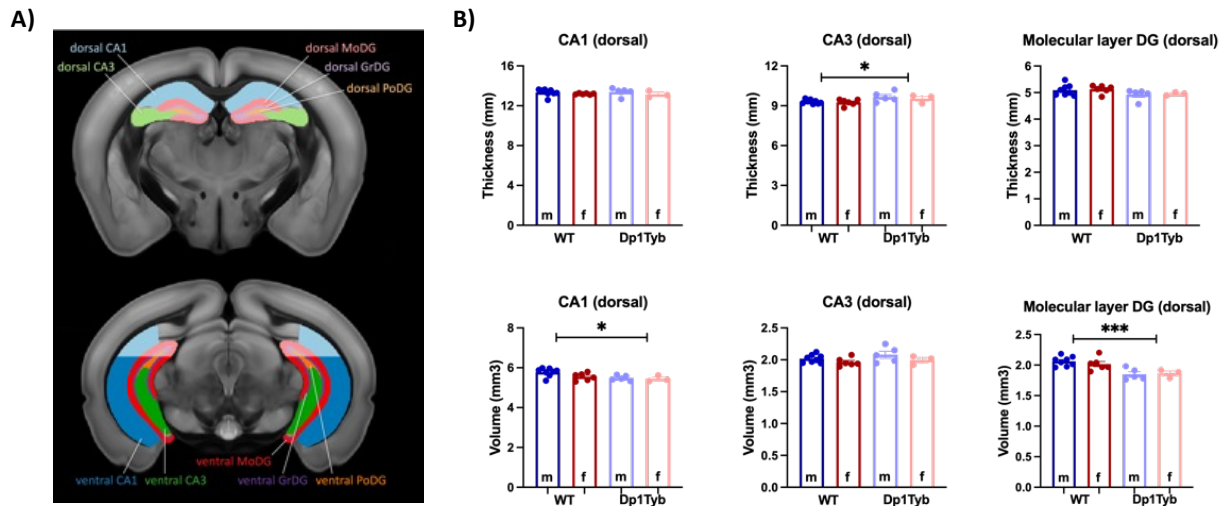 A)
dorsal CA1
dorsal CA3
dorsal MoDG
dorsal GrDG
dorsal PoDG
ventral MoDG
ventral CA1 ventral CA3 ventral GrDG ventral PoDG
B)
CA1 (dorsal)
Thickness (mm)
16
12
8
4
0
m f m f
WT Dp1Tyb
CA3 (dorsal)
*
Thickness (mm)
12
9
6
3
0
m f m f
WT Dp1Tyb
Molecular layer DG (dorsal)
Thickness (mm)
6
5
4
3
2
1
0
m f m f
WT Dp1Tyb
CA1 (dorsal)
*
Volume (mm3)
8
6
4
2
0
m f m f
WT Dp1Tyb
CA3 (dorsal)
Volume (mm3)
2.5
2.0
1.5
1.0
0.5
0.0
m f m f
WT Dp1Tyb
Molecular layer DG (dorsal)
***
Volume (mm3)
2.5
2.0
1.5
1.0
0.5
0.0
m f m f
WT Dp1Tyb